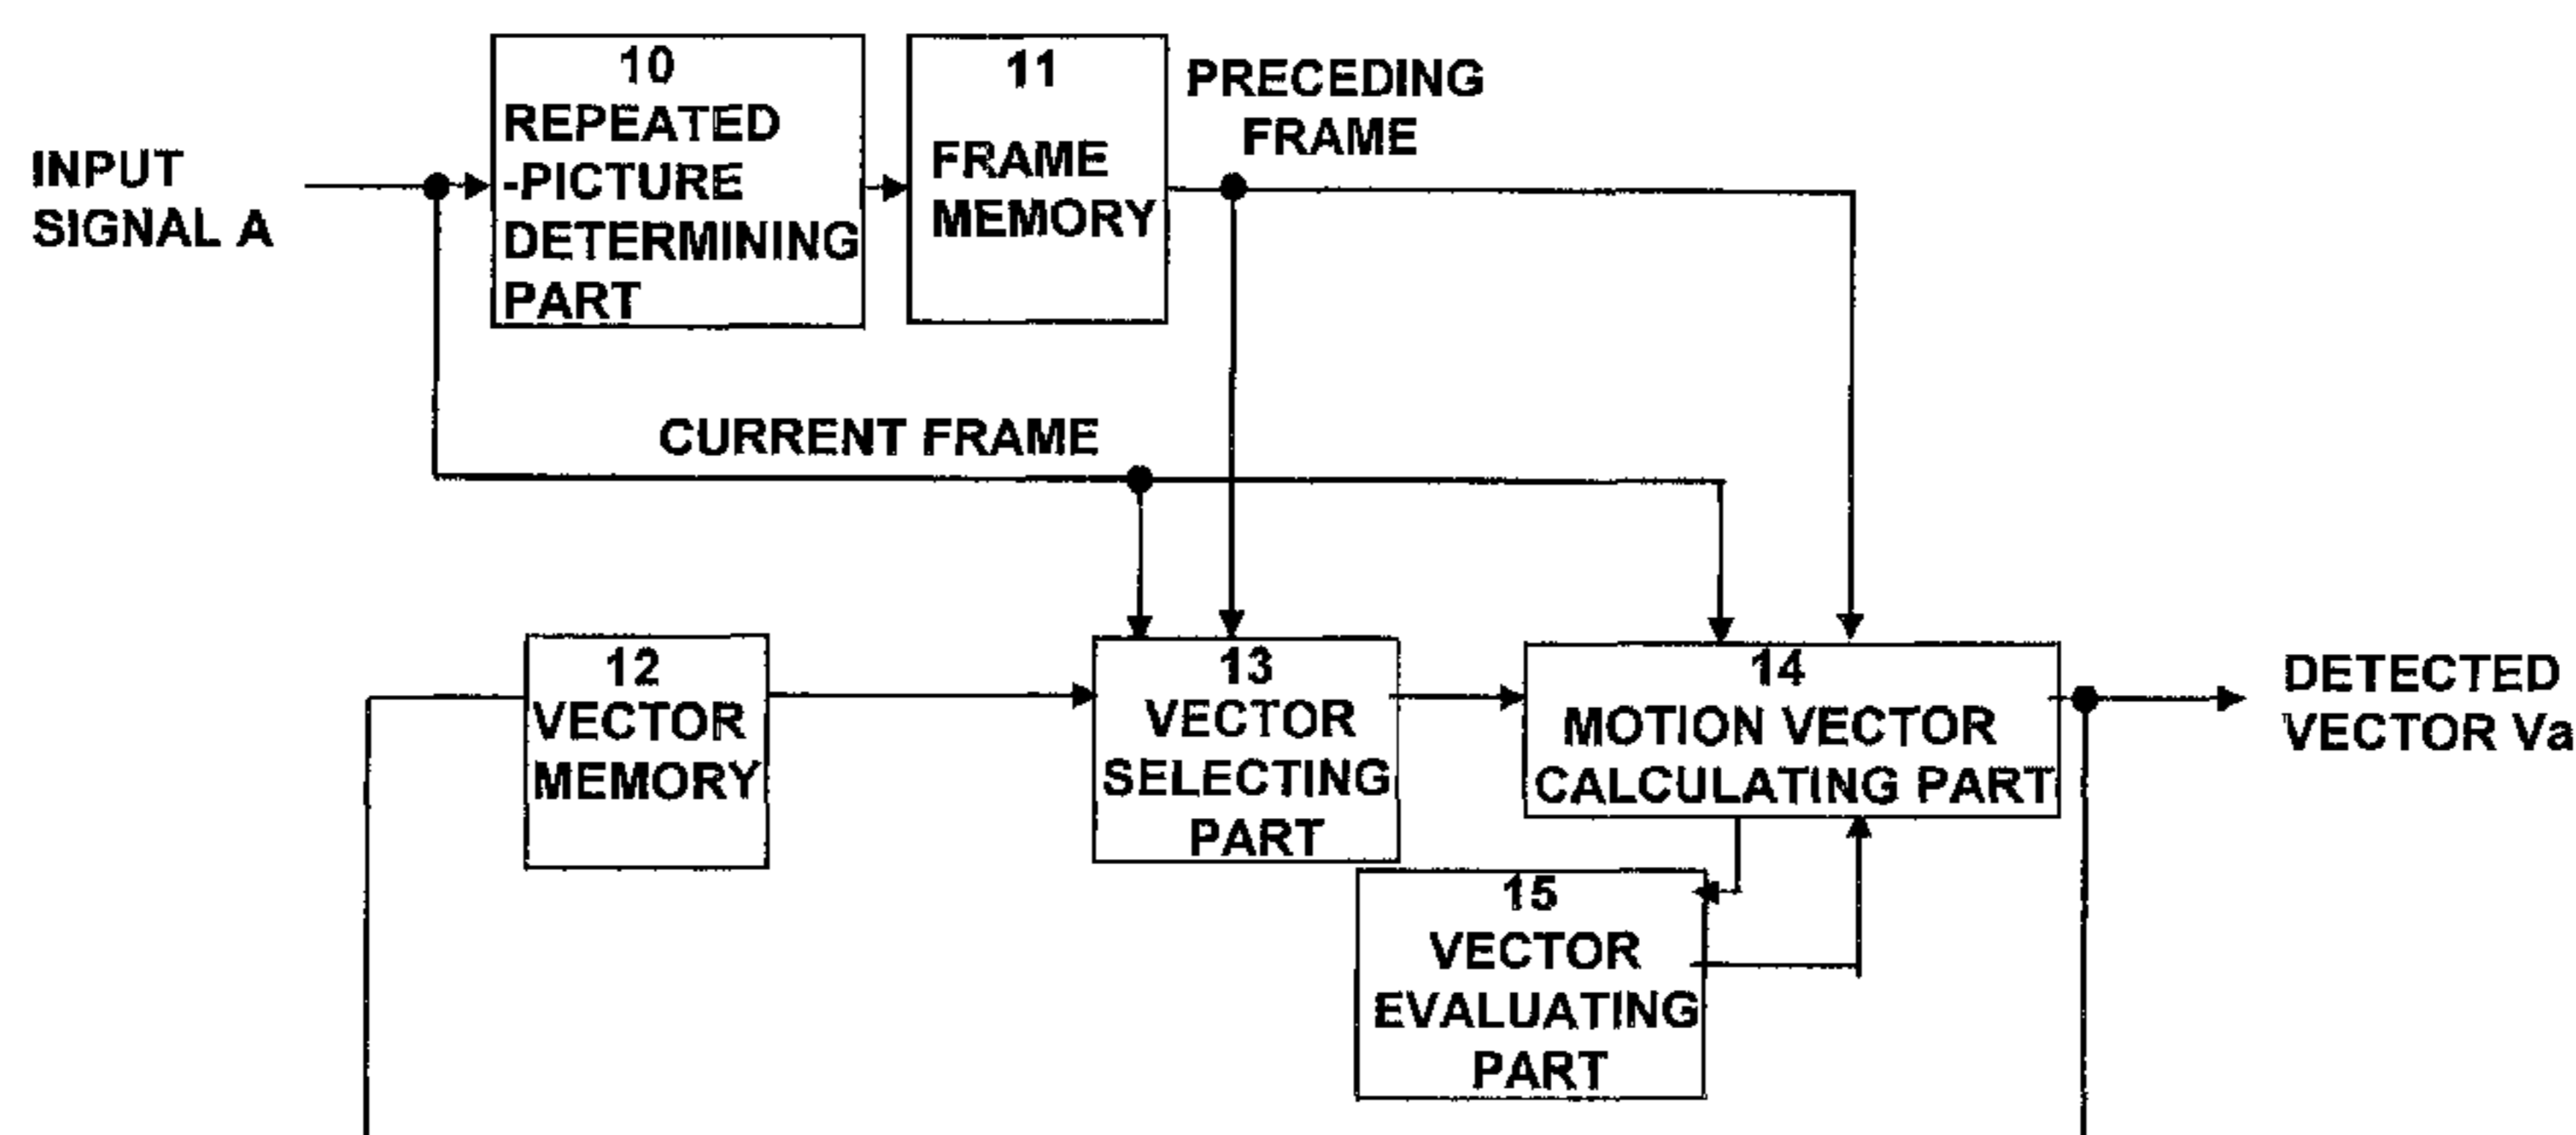 INPUT
SIGNAL A
10
REPEATED
-PICTURE
DETERMINING
PART
11
FRAME
MEMORY
PRECEDING
FRAME
CURRENT FRAME
12
VECTOR
MEMORY
13
VECTOR
SELECTING
PART
14
MOTION VECTOR
CALCULATING PART
DETECTED
VECTOR Va
15
VECTOR
EVALUATING
PART